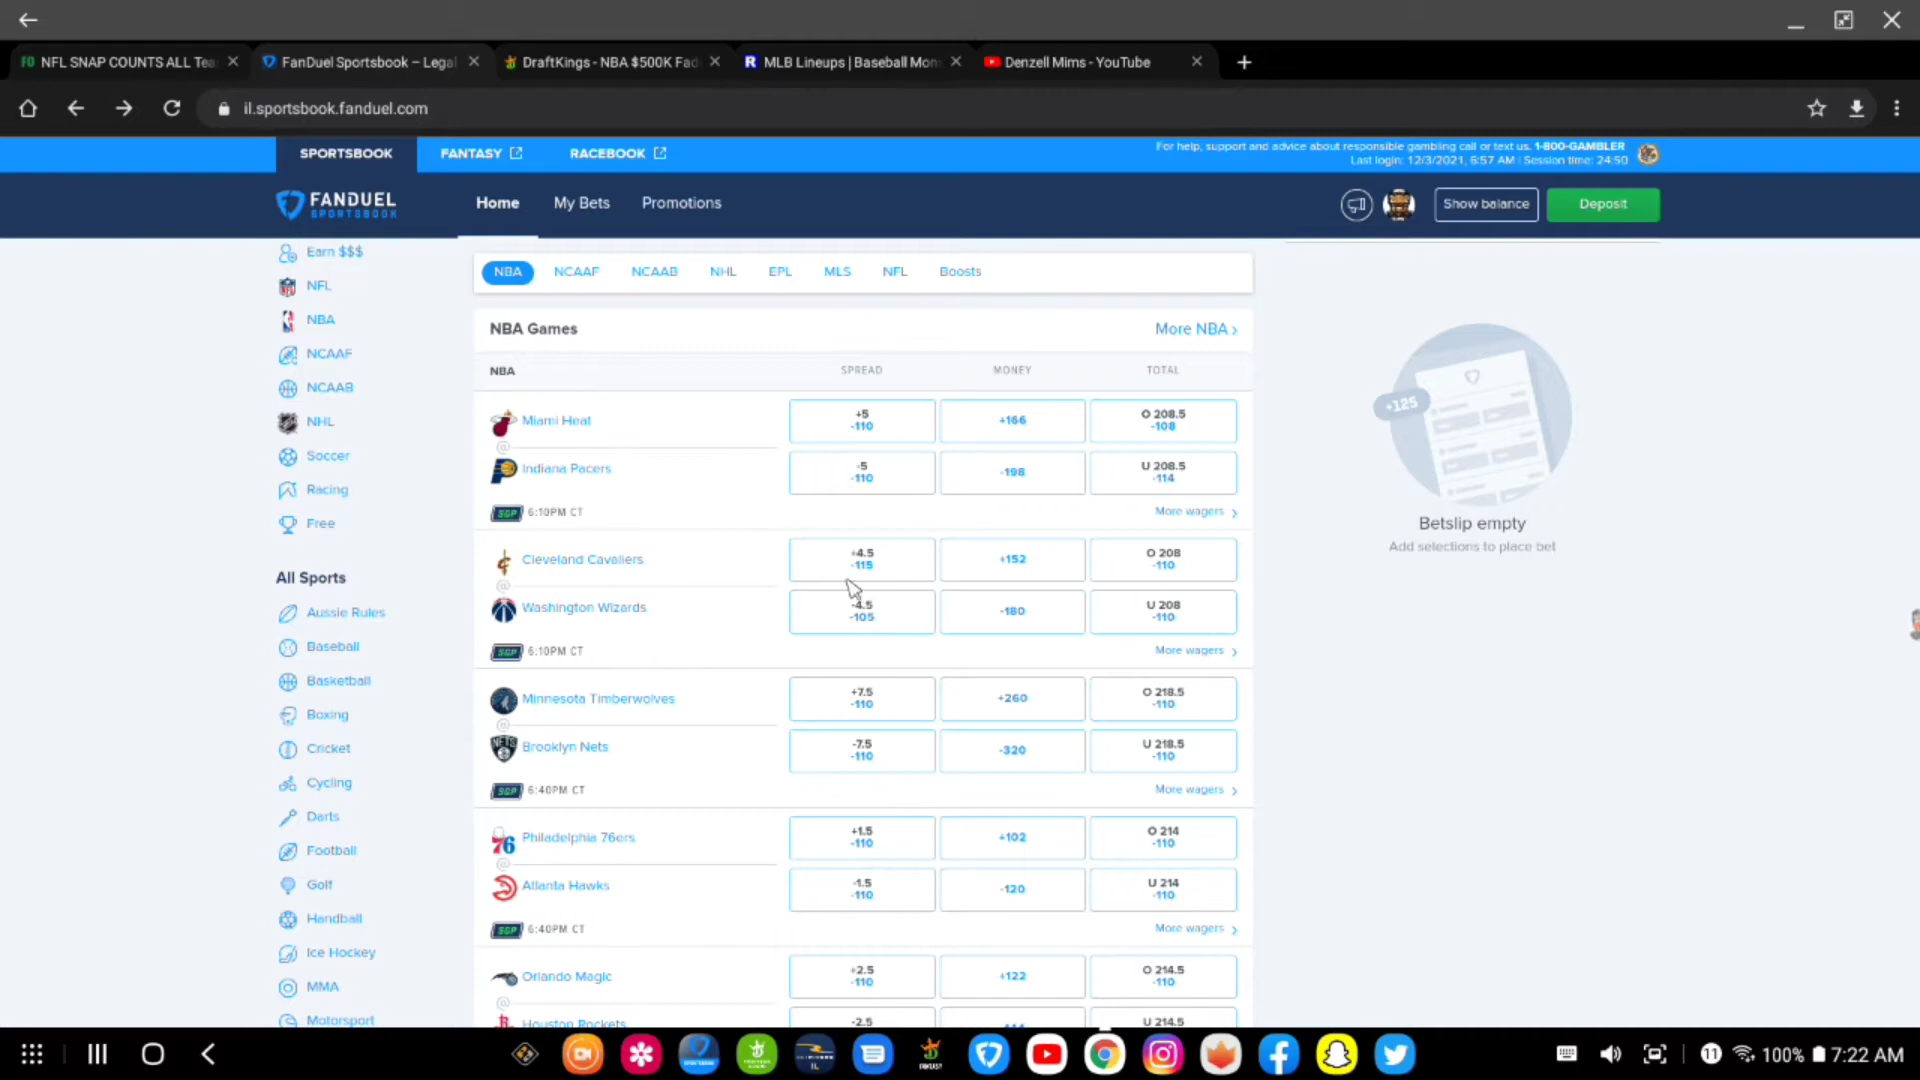 NFL SNAP COUNTS ALL Tea
FanDuel Sportsbook – Legal
DraftKings - NBA $500K Fad
MLB Lineups | Baseball Mon
Denzell Mims - YouTube
il.sportsbook.fanduel.com
SPORTSBOOK
FANTASY
RACEBOOK
For help, support and advice about responsible gambling call or text us. 1-800-GAMBLER
Last login: 12/3/2021, 6:57 AM | Session time: 24:50
FANDUEL
SPORTSBOOK
Home
My Bets
Promotions
Show balance
Deposit
Earn $$$
NFL
NBA
NCAAF
NCAAB
NHL
Soccer
Racing
Free
All Sports
Aussie Rules
Baseball
Basketball
Boxing
Cricket
Cycling
Darts
Football
Golf
Handball
Ice Hockey
MMA
Motorsport
NBA
NCAAF
NCAAB
NHL
EPL
MLS
NFL
Boosts
NBA Games
More NBA ›
NBA
SPREAD
MONEY
TOTAL
Miami Heat
+5
-110
+166
O 208.5
-108
@
Indiana Pacers
-5
-110
-198
U 208.5
-114
SGP
6:10PM CT
More wagers ›
Cleveland Cavaliers
+4.5
-115
+152
O 208
-110
@
Washington Wizards
-4.5
-105
-180
U 208
-110
SGP
6:10PM CT
More wagers ›
Minnesota Timberwolves
+7.5
-110
+260
O 218.5
-110
@
Brooklyn Nets
-7.5
-110
-320
U 218.5
-110
SGP
6:40PM CT
More wagers ›
Philadelphia 76ers
+1.5
-110
+102
O 214
-110
@
Atlanta Hawks
-1.5
-110
-120
U 214
-110
SGP
6:40PM CT
More wagers ›
Orlando Magic
+2.5
-110
+122
O 214.5
-110
@
Houston Rockets
-2.5
U 214.5
+125
Betslip empty
Add selections to place bet
11
100%
7:22 AM